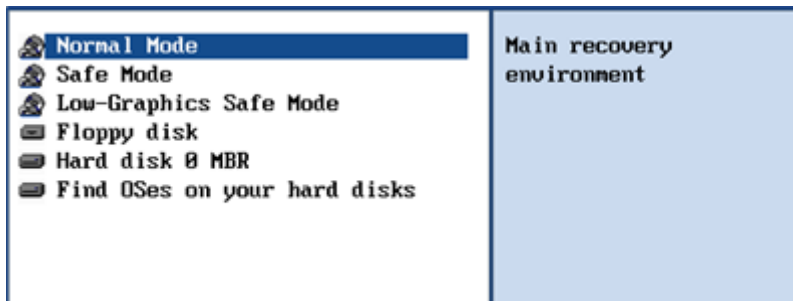 Normal Mode
Safe Mode
Low-Graphics Safe Mode
Floppy disk
Hard disk 0 MBR
Find OSes on your hard disks
Main recovery
environment